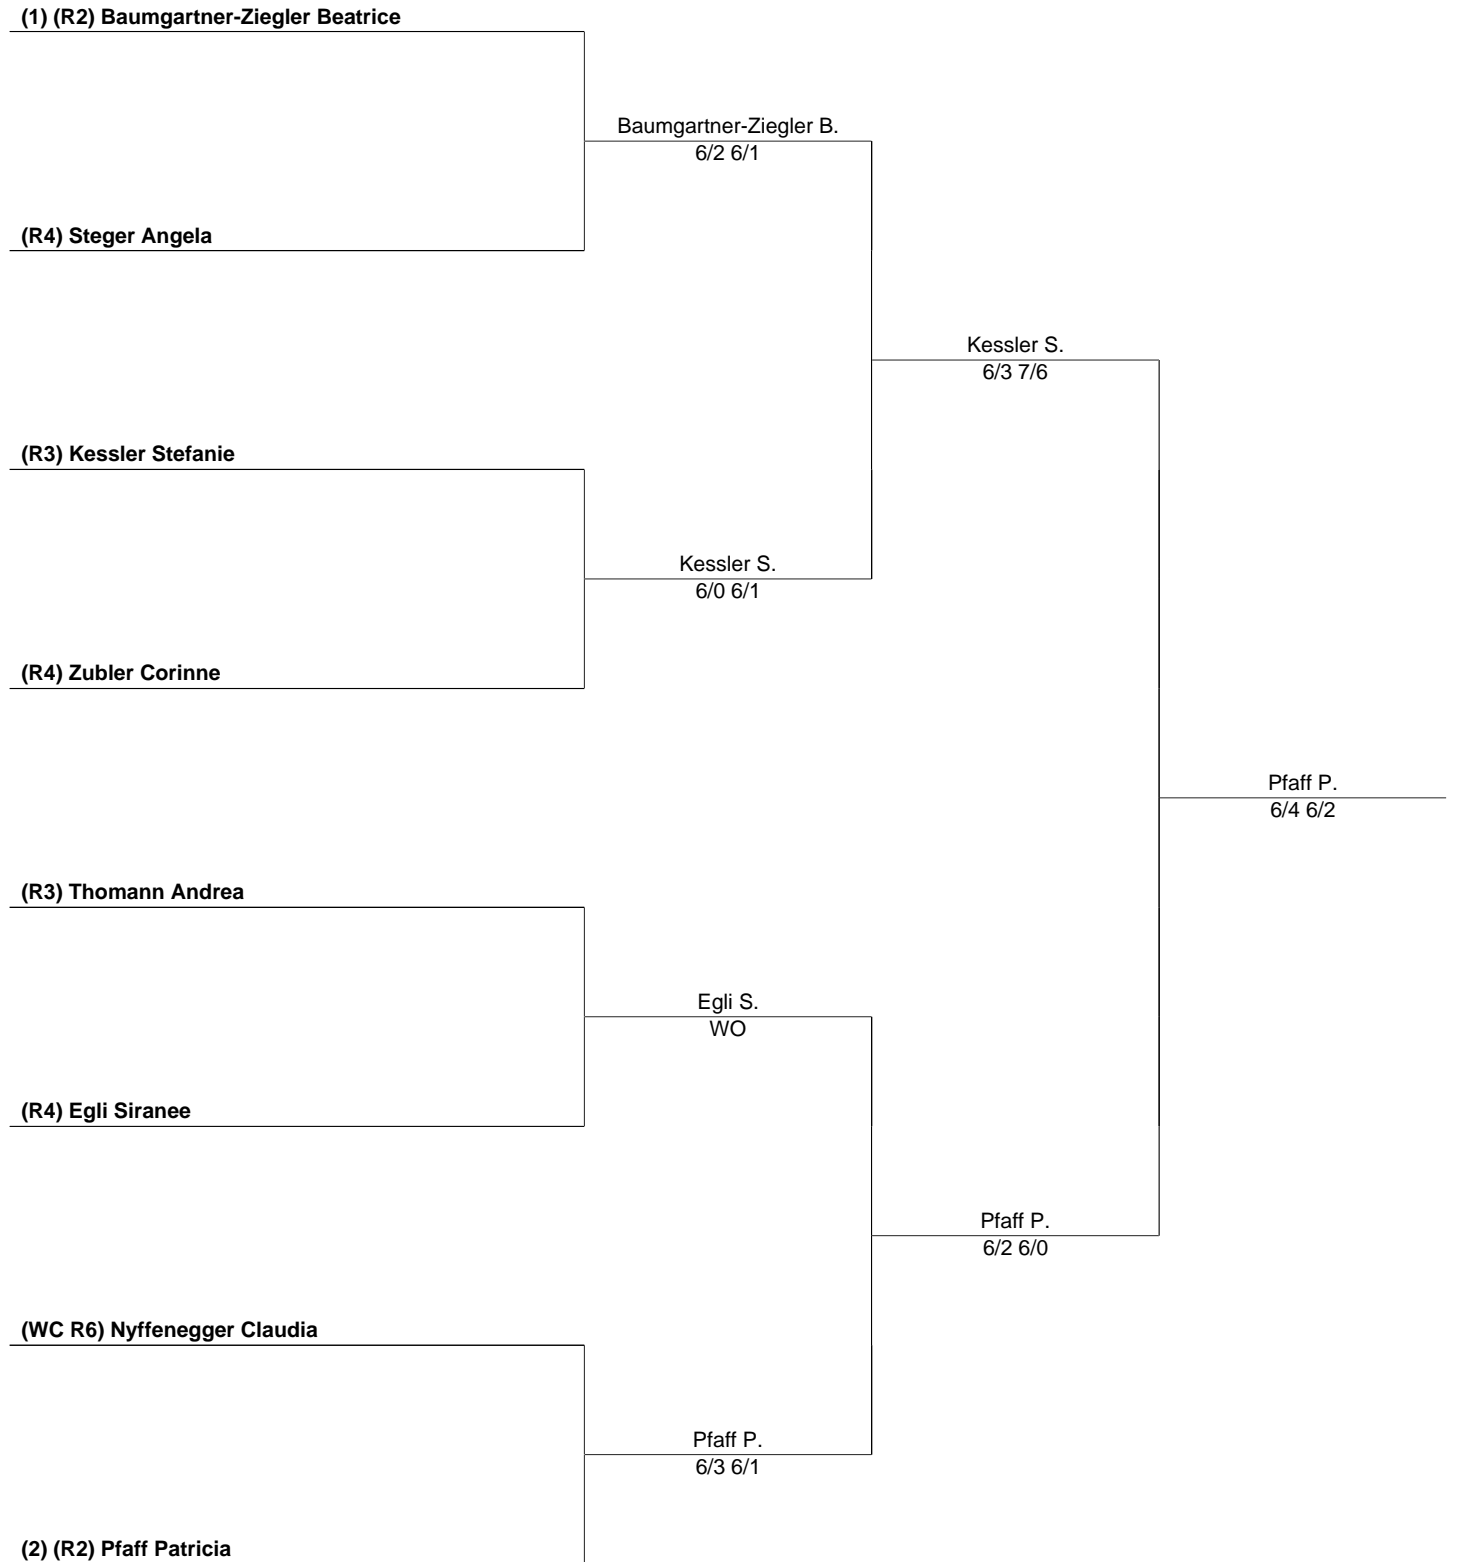 (1) (R2) Baumgartner-Ziegler Beatrice
Baumgartner-Ziegler B.
6/2 6/1
(R4) Steger Angela
Kessler S.
6/3 7/6
(R3) Kessler Stefanie
Kessler S.
6/0 6/1
(R4) Zubler Corinne
Pfaff P.
6/4 6/2
(R3) Thomann Andrea
Egli S.
WO
(R4) Egli Siranee
Pfaff P.
6/2 6/0
(WC R6) Nyffenegger Claudia
Pfaff P.
6/3 6/1
(2) (R2) Pfaff Patricia